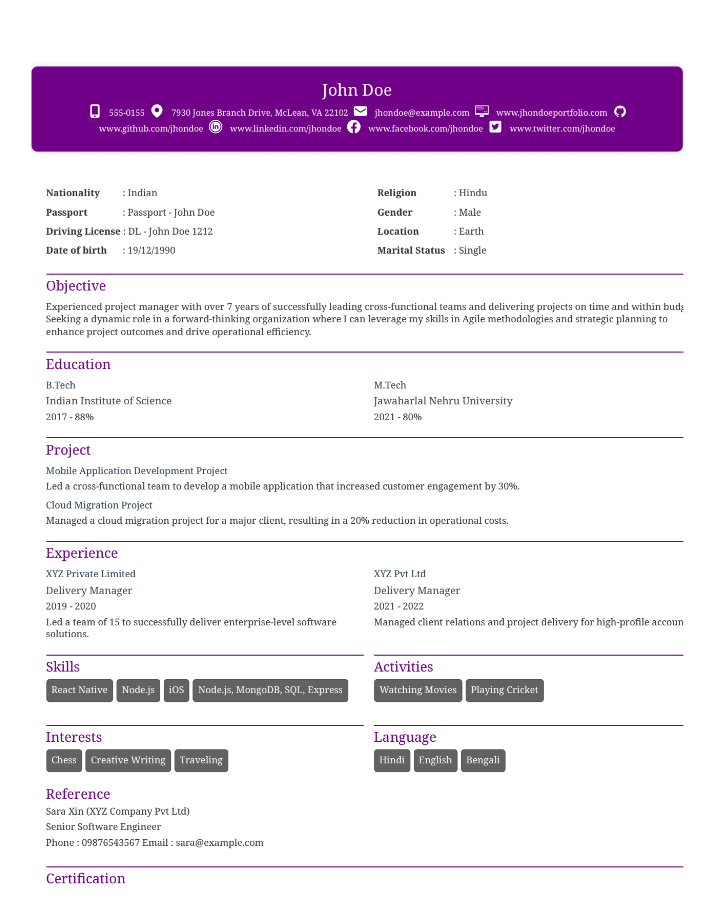 John Doe
555-0155 7930 Jones Branch Drive, McLean, VA 22102 jhondoe@example.com www.jhondoeportfolio.com
www.github.com/jhondoe www.linkedin.com/jhondoe www.facebook.com/jhondoe www.twitter.com/jhondoe
Nationality : Indian
Religion : Hindu
Passport : Passport - John Doe
Gender : Male
Driving License : DL - John Doe 1212
Location : Earth
Date of birth : 19/12/1990
Marital Status : Single
Objective
Experienced project manager with over 7 years of successfully leading cross-functional teams and delivering projects on time and within
Seeking a dynamic role in a forward-thinking organization where I can leverage my skills in Agile methodologies and strategic planning to
enhance project outcomes and drive operational efficiency.
Education
B.Tech
Indian Institute of Science
2017 - 88%
M.Tech
Jawaharlal Nehru University
2021 - 80%
Project
Mobile Application Development Project
Led a cross-functional team to develop a mobile application that increased customer engagement by 30%.
Cloud Migration Project
Managed a cloud migration project for a major client, resulting in a 20% reduction in operational costs.
Experience
XYZ Private Limited
Delivery Manager
2019 - 2020
Led a team of 15 to successfully deliver enterprise-level software
solutions.
XYZ Pvt Ltd
Delivery Manager
2021 - 2022
Managed client relations and project delivery for high-profile accoun
Skills
React Native Node.js iOS Node.js, MongoDB, SQL, Express
Activities
Watching Movies Playing Cricket
Interests
Chess Creative Writing Traveling
Language
Hindi English Bengali
Reference
Sara Xin (XYZ Company Pvt Ltd)
Senior Software Engineer
Phone : 09876543567 Email : sara@example.com
Certification